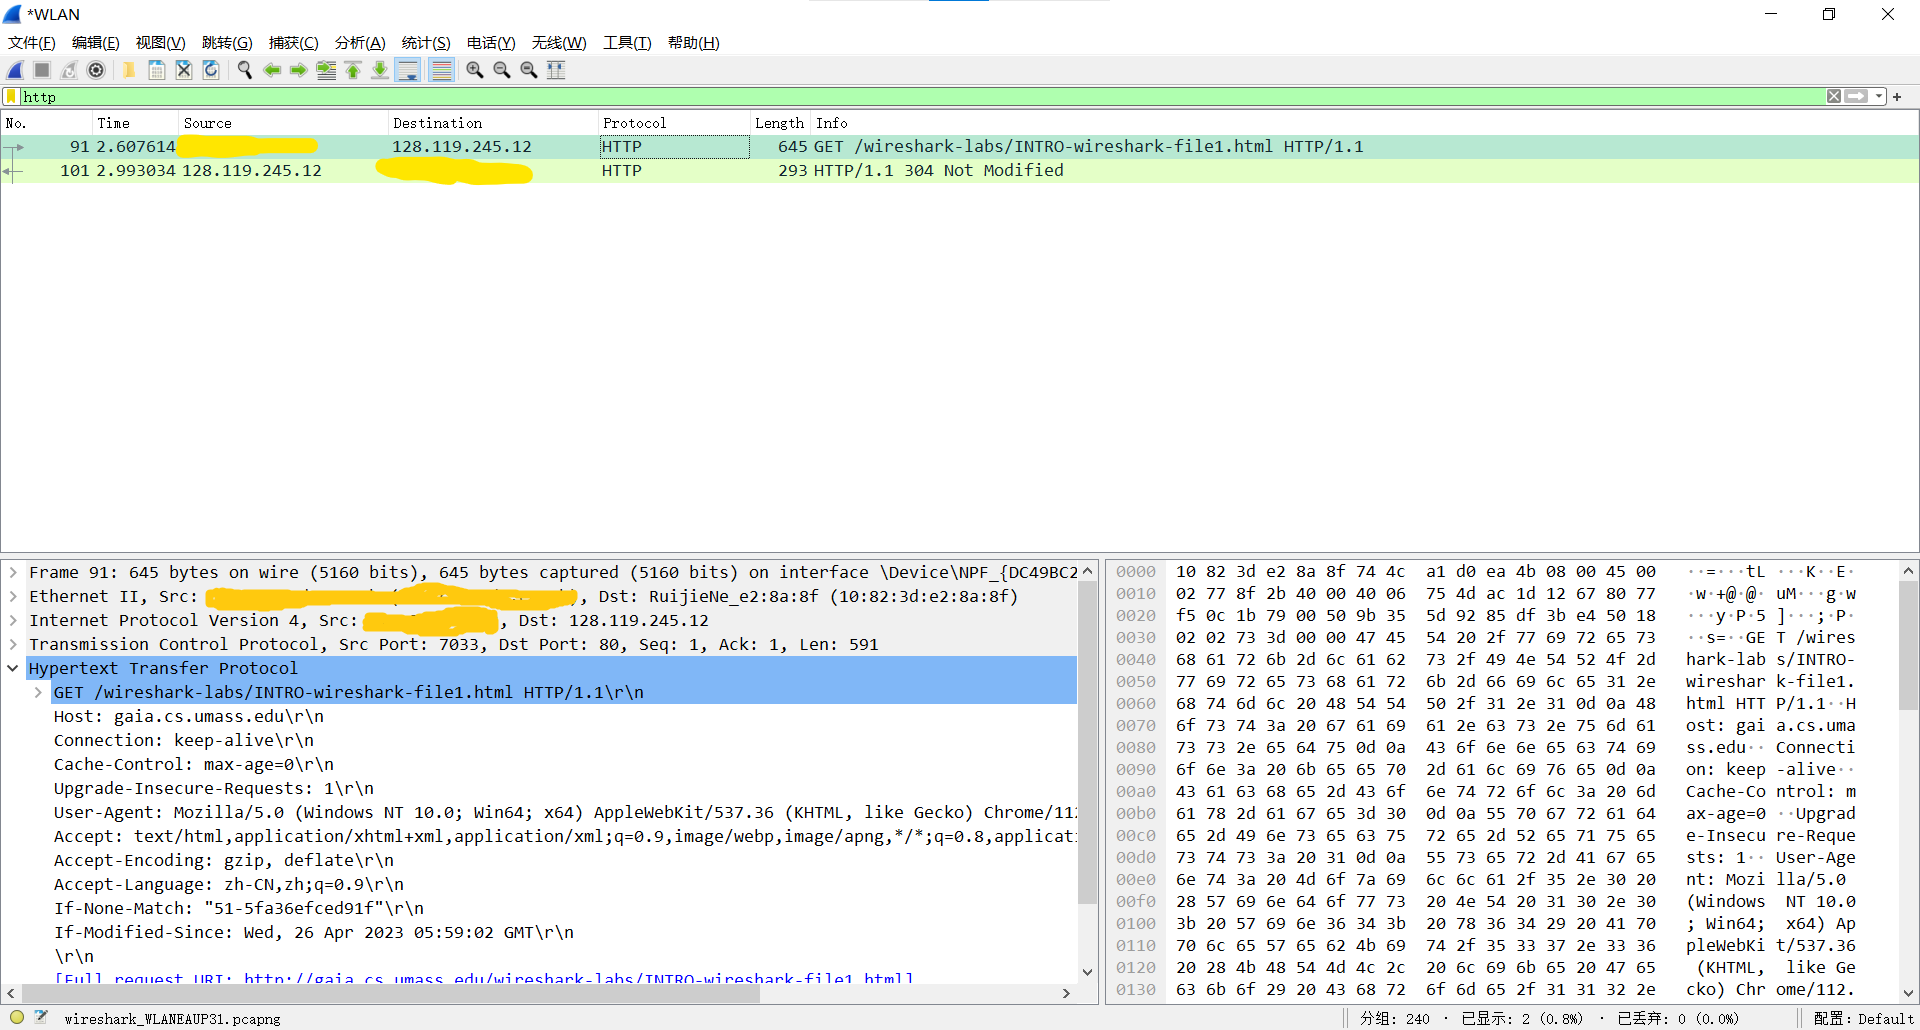 *WLAN
文件(F) 编辑(E) 视图(V) 跳转(G) 捕获(C) 分析(A) 统计(S) 电话(Y) 无线(W) 工具(T) 帮助(H)
http
No. Time Source Destination Protocol Length Info
91 2.607614 128.119.245.12 HTTP 645 GET /wireshark-labs/INTRO-wireshark-file1.html HTTP/1.1
101 2.993034 128.119.245.12 HTTP 293 HTTP/1.1 304 Not Modified
Frame 91: 645 bytes on wire (5160 bits), 645 bytes captured (5160 bits) on interface \Device\NPF_{DC49BC2
Ethernet II, Src: , Dst: RuijieNe_e2:8a:8f (10:82:3d:e2:8a:8f)
Internet Protocol Version 4, Src: , Dst: 128.119.245.12
Transmission Control Protocol, Src Port: 7033, Dst Port: 80, Seq: 1, Ack: 1, Len: 591
Hypertext Transfer Protocol
GET /wireshark-labs/INTRO-wireshark-file1.html HTTP/1.1\r\n
Host: gaia.cs.umass.edu\r\n
Connection: keep-alive\r\n
Cache-Control: max-age=0\r\n
Upgrade-Insecure-Requests: 1\r\n
User-Agent: Mozilla/5.0 (Windows NT 10.0; Win64; x64) AppleWebKit/537.36 (KHTML, like Gecko) Chrome/112
Accept: text/html,application/xhtml+xml,application/xml;q=0.9,image/webp,image/apng,*/*;q=0.8,applicati
Accept-Encoding: gzip, deflate\r\n
Accept-Language: zh-CN,zh;q=0.9\r\n
If-None-Match: "51-5fa36efced91f"\r\n
If-Modified-Since: Wed, 26 Apr 2023 05:59:02 GMT\r\n
\r\n
[Full request URI: http://gaia.cs.umass.edu/wireshark-labs/INTRO-wireshark-file1.html]
0000 10 82 3d e2 8a 8f 74 4c a1 d0 ea 4b 08 00 45 00 ··=···tL ···K··E·
0010 02 77 8f 2b 40 00 40 06 75 4d ac 1d 12 67 80 77 ·w·+@·@· uM···g·w
0020 f5 0c 1b 79 00 50 9b 35 5d 92 85 df 3b e4 50 18 ···y·P·5 ]···;·P·
0030 02 02 73 3d 00 00 47 45 54 20 2f 77 69 72 65 73 ··s=··GE T /wires
0040 68 61 72 6b 2d 6c 61 62 73 2f 49 4e 54 52 4f 2d hark-lab s/INTRO-
0050 77 69 72 65 73 68 61 72 6b 2d 66 69 6c 65 31 2e wireshar k-file1.
0060 68 74 6d 6c 20 48 54 54 50 2f 31 2e 31 0d 0a 48 html HTT P/1.1··H
0070 6f 73 74 3a 20 67 61 69 61 2e 63 73 2e 75 6d 61 ost: gai a.cs.uma
0080 73 73 2e 65 64 75 0d 0a 43 6f 6e 6e 65 63 74 69 ss.edu·· Connecti
0090 6f 6e 3a 20 6b 65 65 70 2d 61 6c 69 76 65 0d 0a on: keep -alive··
00a0 43 61 63 68 65 2d 43 6f 6e 74 72 6f 6c 3a 20 6d Cache-Co ntrol: m
00b0 61 78 2d 61 67 65 3d 30 0d 0a 55 70 67 72 61 64 ax-age=0 ··Upgrad
00c0 65 2d 49 6e 73 65 63 75 72 65 2d 52 65 71 75 65 e-Insecu re-Reque
00d0 73 74 73 3a 20 31 0d 0a 55 73 65 72 2d 41 67 65 sts: 1·· User-Age
00e0 6e 74 3a 20 4d 6f 7a 69 6c 6c 61 2f 35 2e 30 20 nt: Mozi lla/5.0
00f0 28 57 69 6e 64 6f 77 73 20 4e 54 20 31 30 2e 30 (Windows NT 10.0
0100 3b 20 57 69 6e 36 34 3b 20 78 36 34 29 20 41 70 ; Win64; x64) Ap
0110 70 6c 65 57 65 62 4b 69 74 2f 35 33 37 2e 33 36 pleWebKi t/537.36
0120 20 28 4b 48 54 4d 4c 2c 20 6c 69 6b 65 20 47 65 (KHTML, like Ge
0130 63 6b 6f 29 20 43 68 72 6f 6d 65 2f 31 31 32 2e cko) Chr ome/112.
wireshark_WLANEAUP31.pcapng 分组: 240 · 已显示: 2 (0.8%) · 已丢弃: 0 (0.0%) 配置: Default